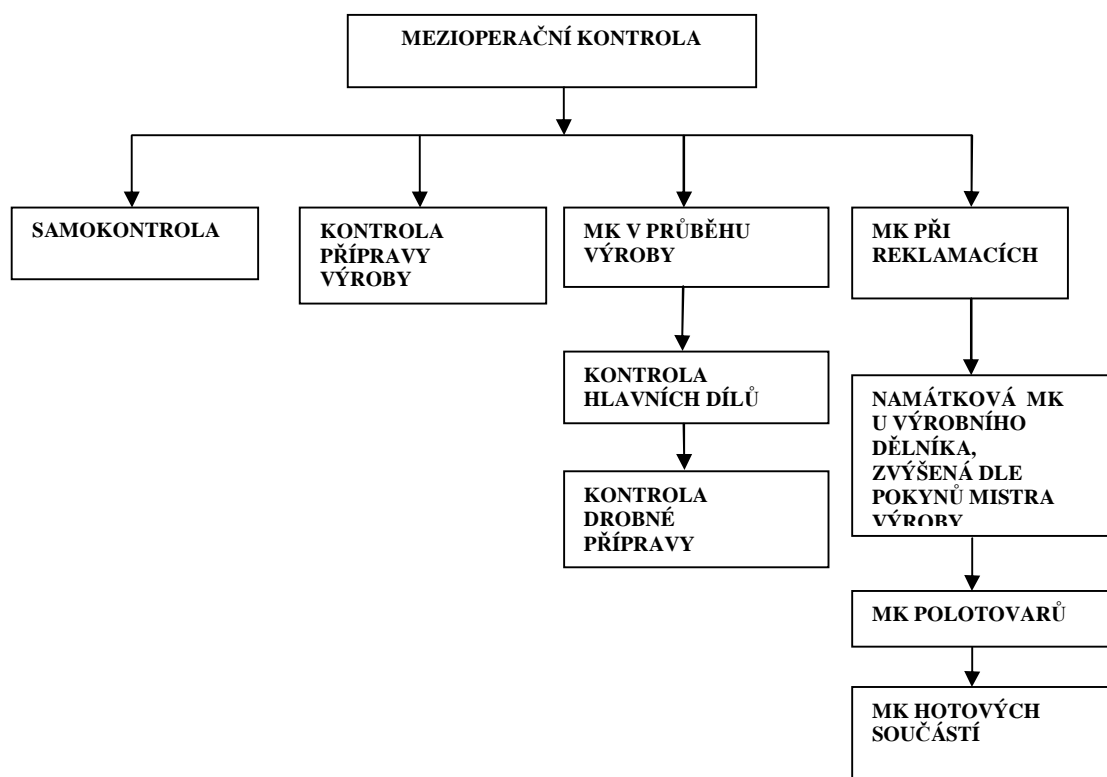 MEZIOPERAČNÍ KONTROLA
SAMOKONTROLA
KONTROLA
PŘÍPRAVY
VÝROBY
MK V PRŮBĚHU
VÝROBY
MK PŘI
REKLAMACÍCH
KONTROLA
HLAVNÍCH DÍLŮ
KONTROLA
DROBNÉ
PŘÍPRAVY
NAMÁTKOVÁ MK
U VÝROBNÍHO
DĚLNÍKA,
ZVÝŠENÁ DLE
POKYNŮ MISTRA
VÝROBY
MK POLOTOVARŮ
MK HOTOVÝCH
SOUČÁSTÍ